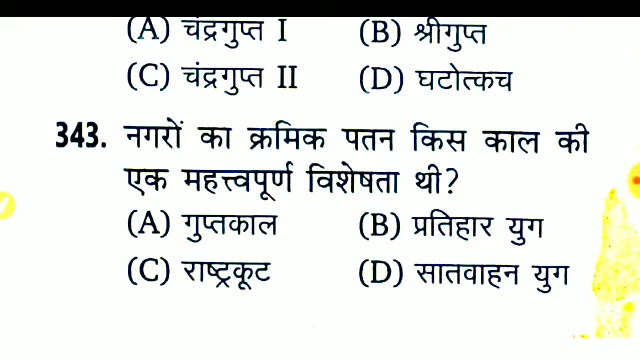 (A) चंद्रगुप्त I (B) श्रीगुप्त
(C) चंद्रगुप्त II (D) घटोत्कच
343. नगरों का क्रमिक पतन किस काल की
एक महत्त्वपूर्ण विशेषता थी?
(A) गुप्तकाल (B) प्रतिहार युग
(C) राष्ट्रकूट (D) सातवाहन युग